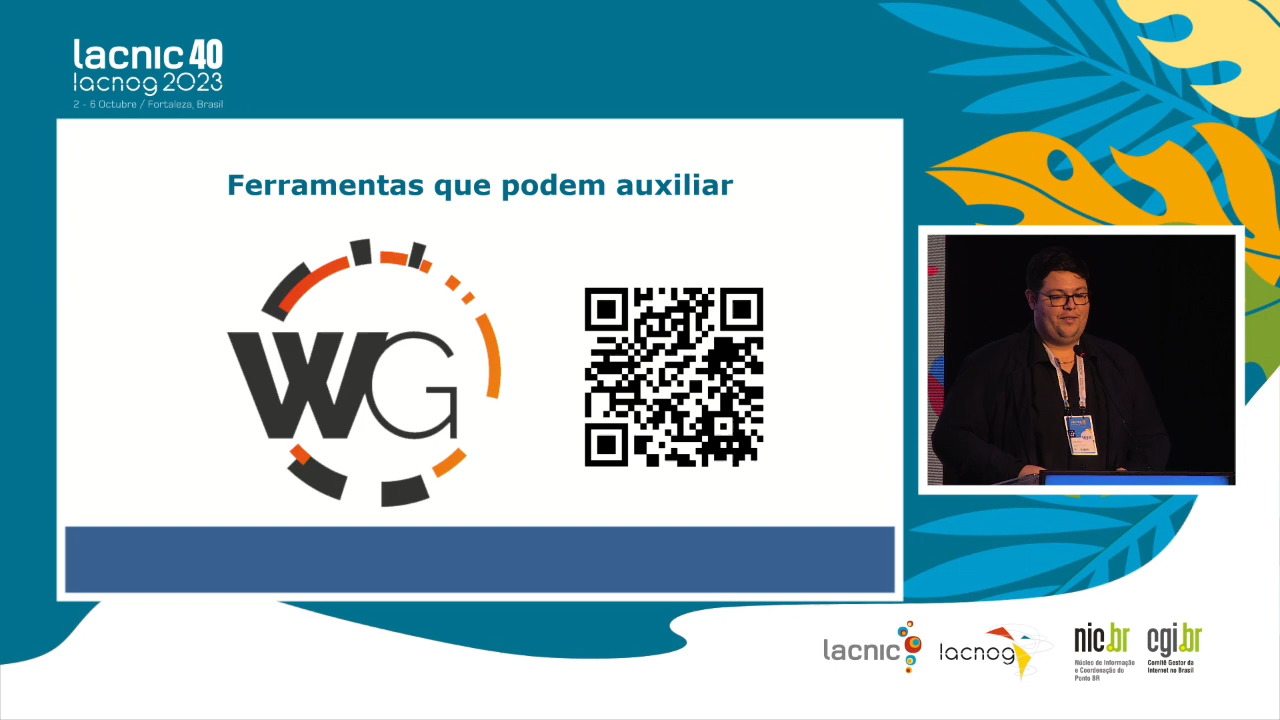 lacnic 40
lacnog 2023
2 - 6 Octubre / Fortaleza, Brasil
Ferramentas que podem auxiliar
WG
lacnic
lacnog
nic.br
Núcleo de Informação
e Coordenação do
Ponto BR
cgi.br
Comitê Gestor da
Internet no Brasil